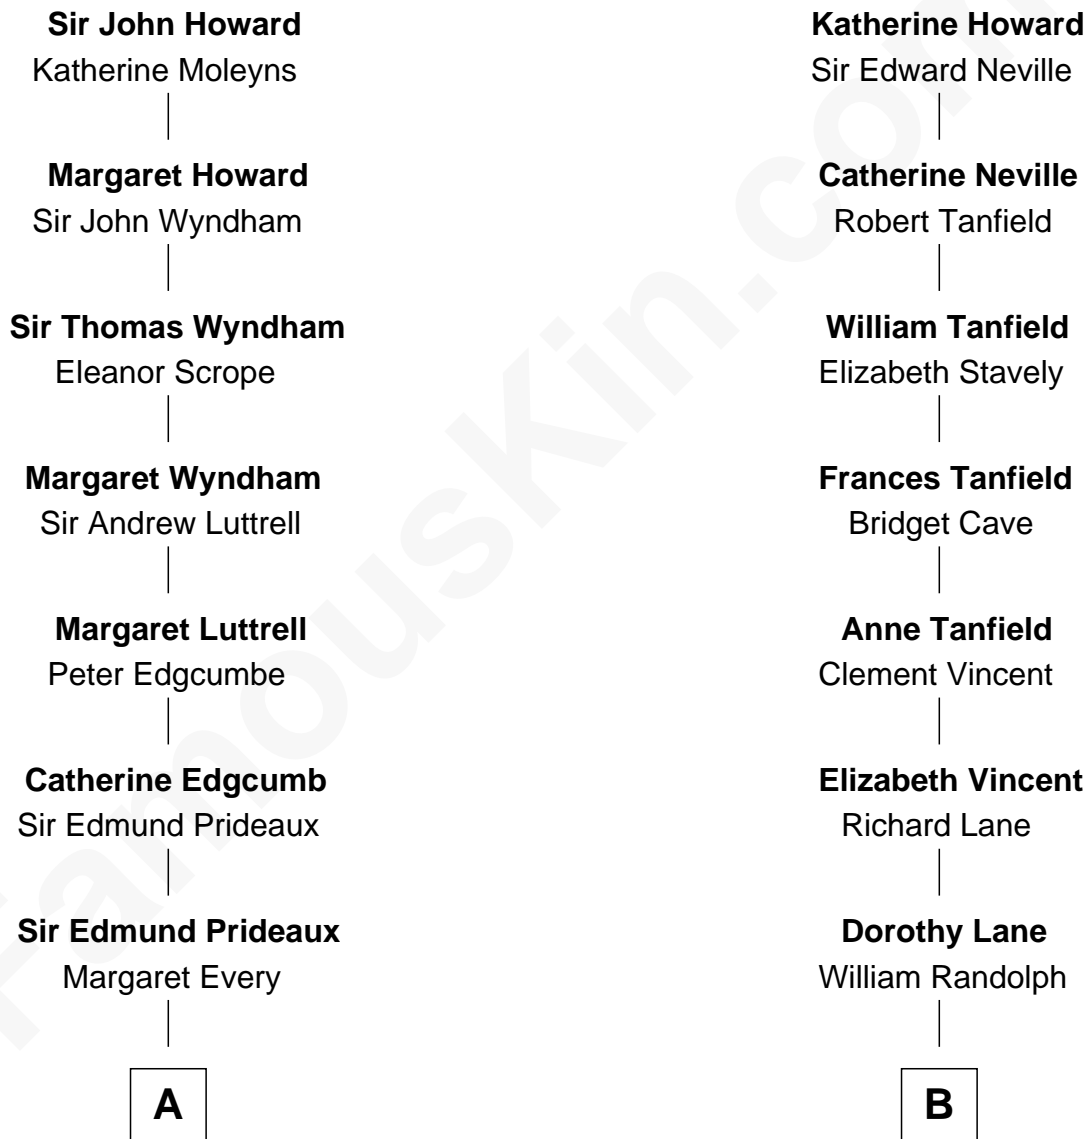 Sir John Howard
Katherine Moleyns
Margaret Howard
Sir John Wyndham
Sir Thomas Wyndham
Eleanor Scrope
Margaret Wyndham
Sir Andrew Luttrell
Margaret Luttrell
Peter Edgcumbe
Catherine Edgcumb
Sir Edmund Prideaux
Sir Edmund Prideaux
Margaret Every
A
Katherine Howard
Sir Edward Neville
Catherine Neville
Robert Tanfield
William Tanfield
Elizabeth Stavely
Frances Tanfield
Bridget Cave
Anne Tanfield
Clement Vincent
Elizabeth Vincent
Richard Lane
Dorothy Lane
William Randolph
B
FamousKin.com